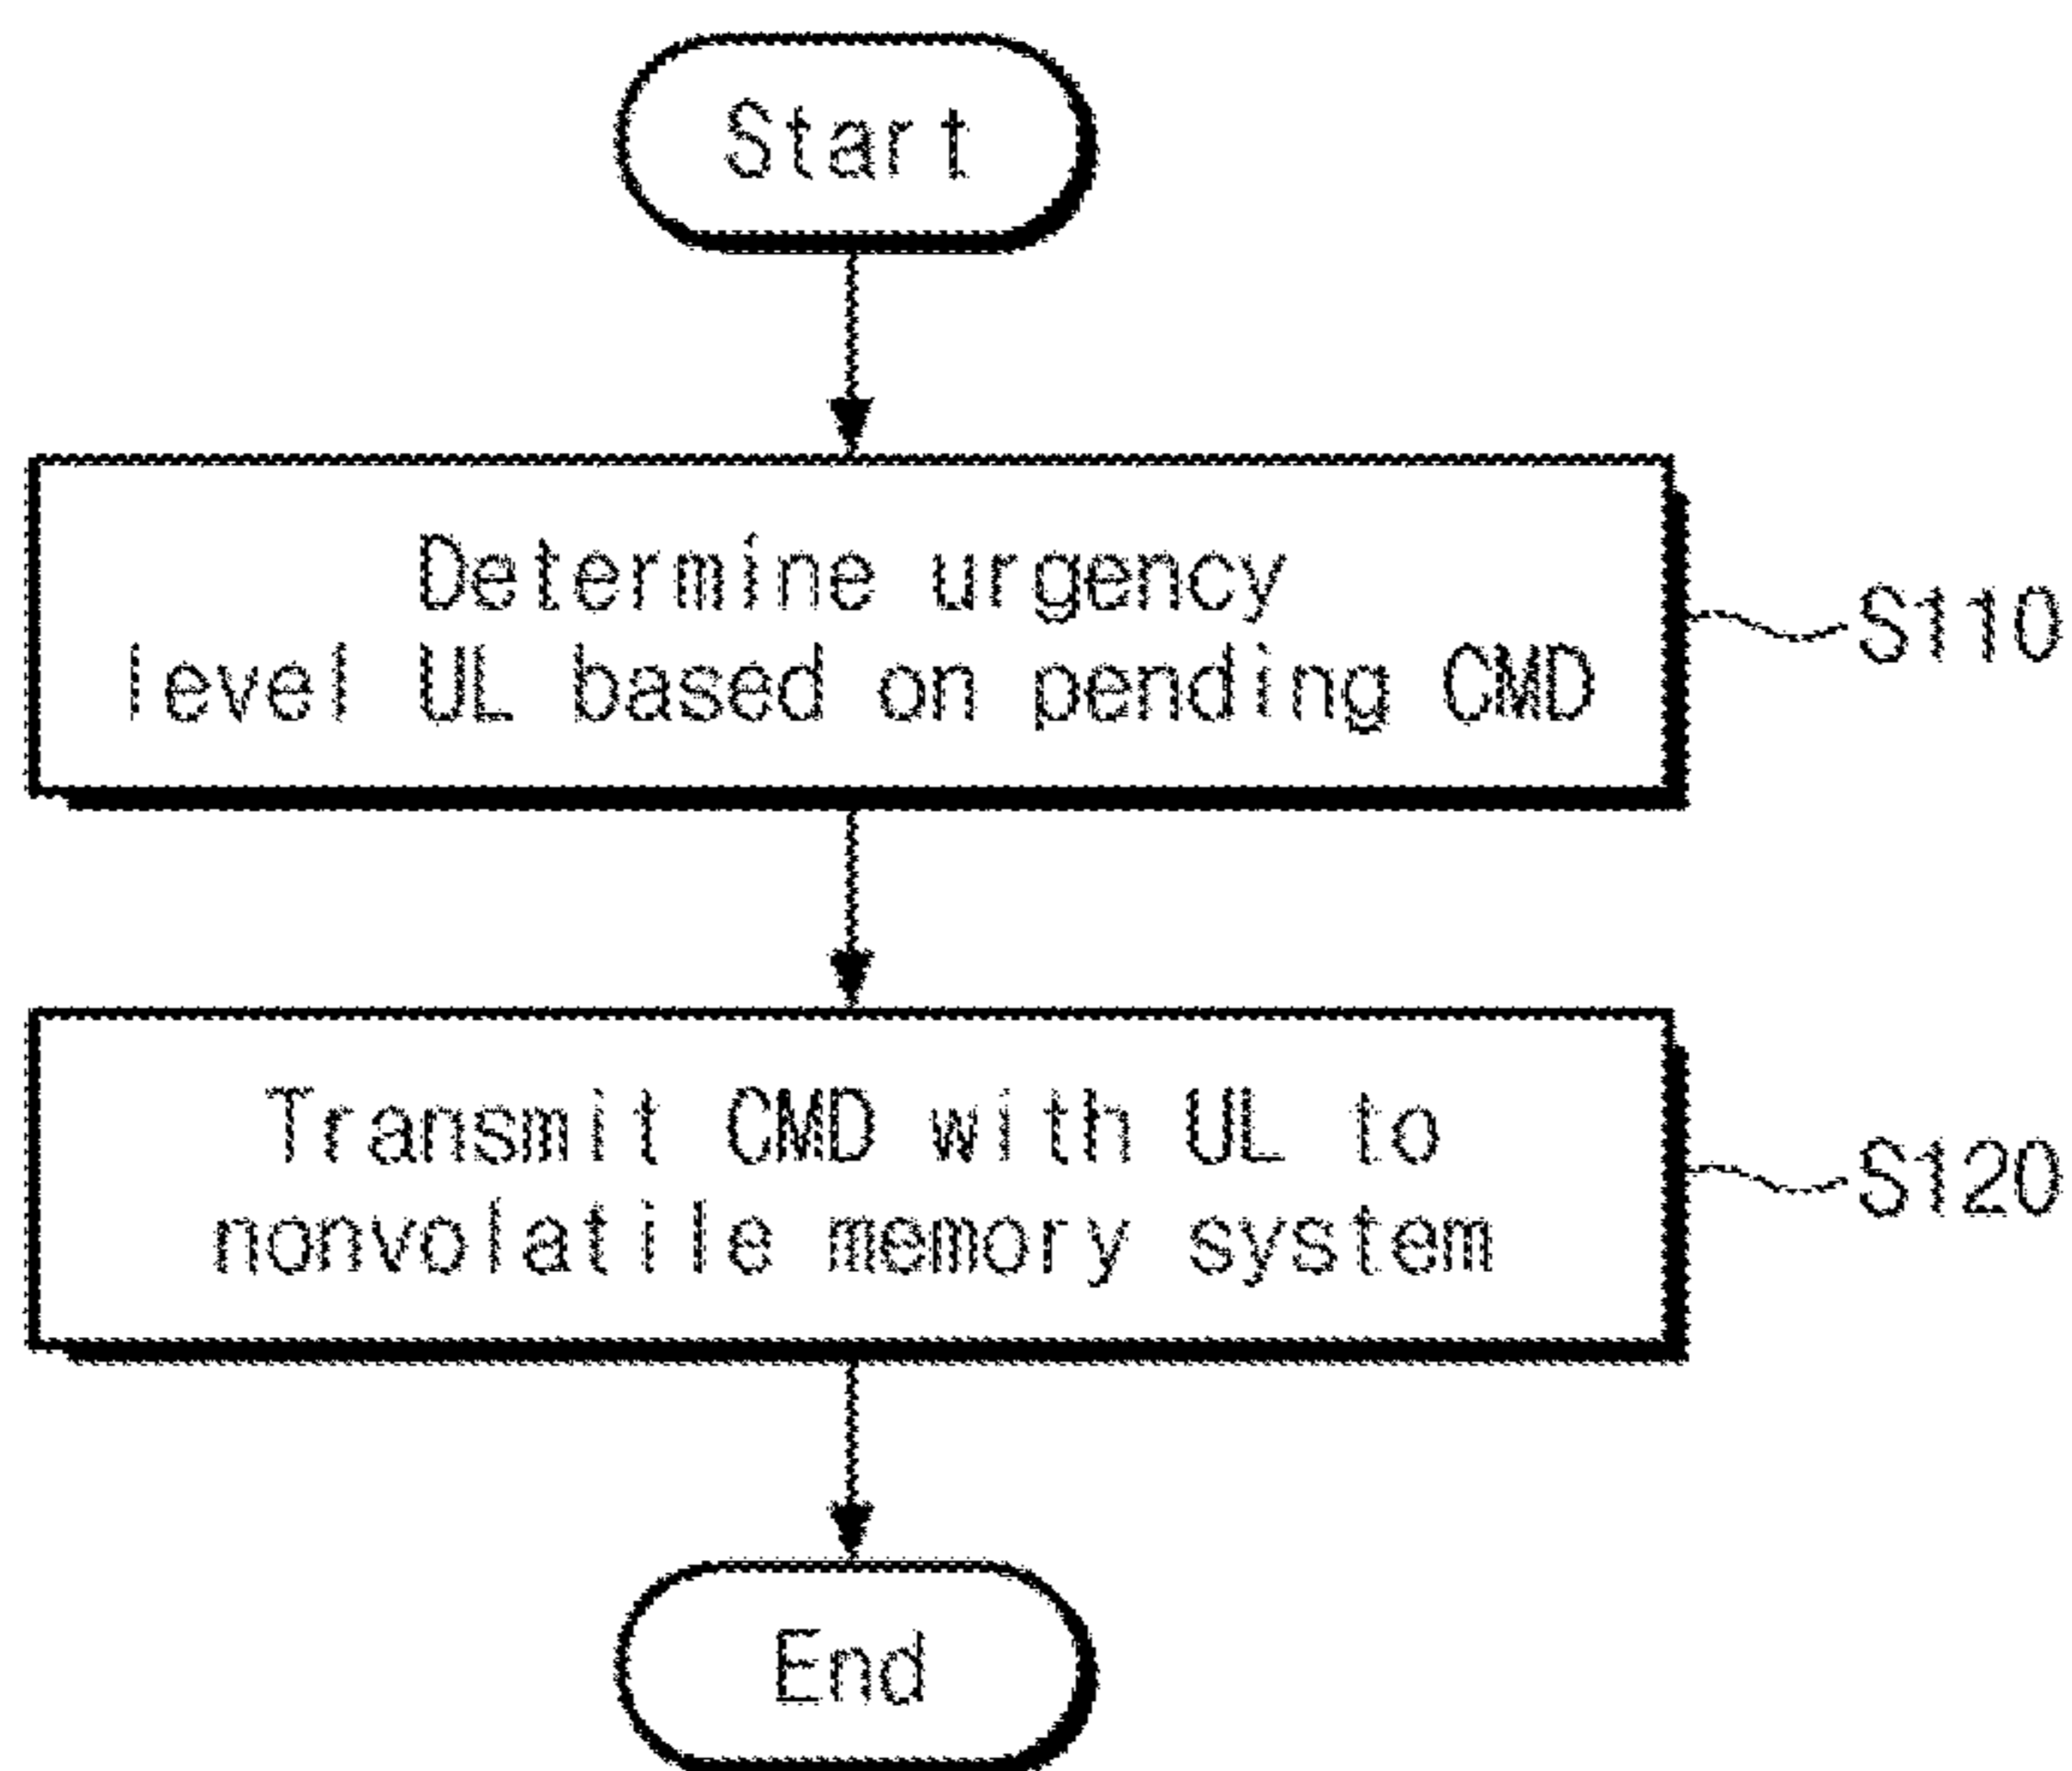 Start
Determine urgency
level UL based on pending CMD
S110
Transmit CMD with UL to
nonvolatile memory system
S120
End